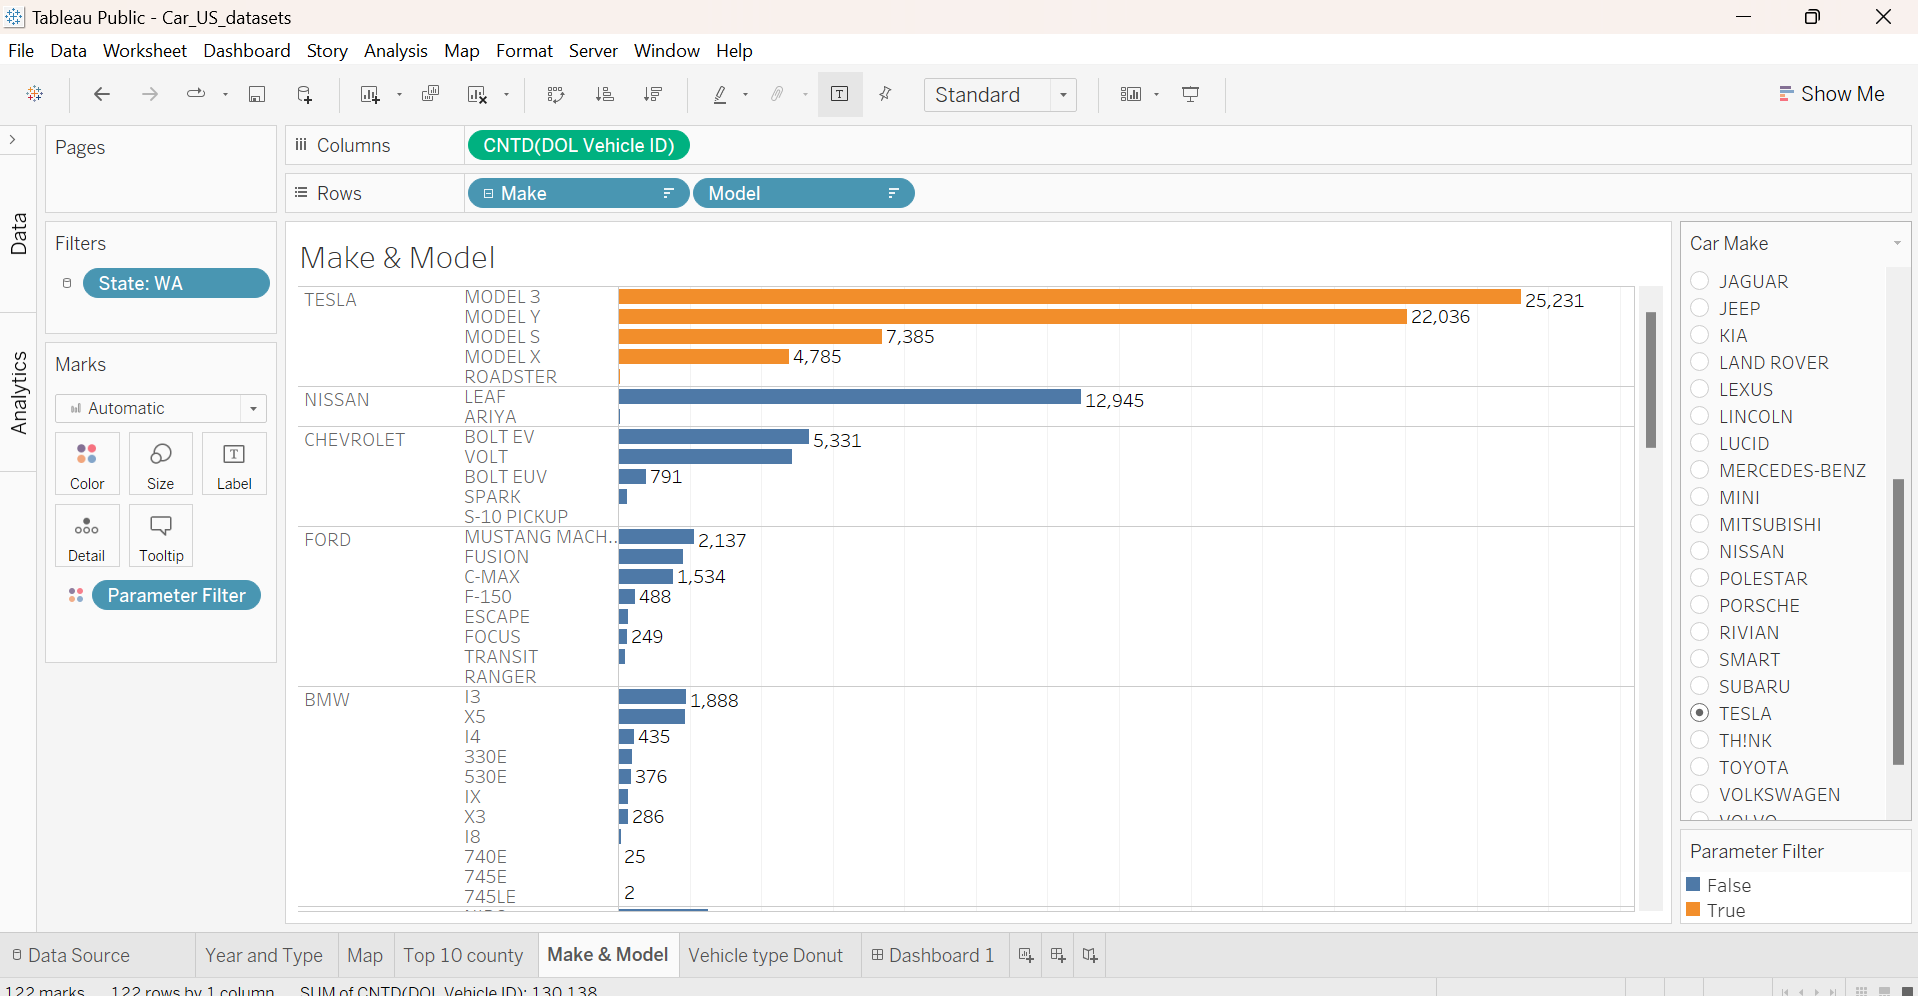 Tableau Public - Car_US_datasets
File Data Worksheet Dashboard Story Analysis Map Format Server Window Help
Standard
Show Me
Pages
Columns
CNTD(DOL Vehicle ID)
Rows
Make
Model
Data
Analytics
Filters
State: WA
Marks
Automatic
Color
Size
Label
Detail
Tooltip
Parameter Filter
Make & Model
TESLA
MODEL 3 25,231
MODEL Y 22,036
MODEL S 7,385
MODEL X 4,785
ROADSTER
NISSAN
LEAF 12,945
ARIYA
CHEVROLET
BOLT EV 5,331
VOLT
BOLT EUV 791
SPARK
S-10 PICKUP
FORD
MUSTANG MACH.. 2,137
FUSION
C-MAX 1,534
F-150 488
ESCAPE
FOCUS 249
TRANSIT
RANGER
BMW
I3 1,888
X5
I4 435
330E
530E 376
IX
X3 286
I8
740E 25
745E
745LE 2
Car Make
JAGUAR
JEEP
KIA
LAND ROVER
LEXUS
LINCOLN
LUCID
MERCEDES-BENZ
MINI
MITSUBISHI
NISSAN
POLESTAR
PORSCHE
RIVIAN
SMART
SUBARU
TESLA
TH!NK
TOYOTA
VOLKSWAGEN
VOLVO
Parameter Filter
False
True
Data Source
Year and Type
Map
Top 10 county
Make & Model
Vehicle type Donut
Dashboard 1
122 marks 122 rows by 1 column SUM of CNTD(DOL Vehicle ID): 130,138